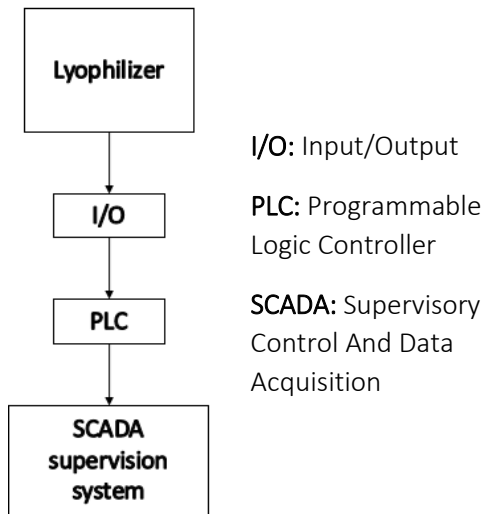 Lyophilizer
I/O
PLC
SCADA
supervision
system
I/O: Input/Output
PLC: Programmable
Logic Controller
SCADA: Supervisory
Control And Data
Acquisition